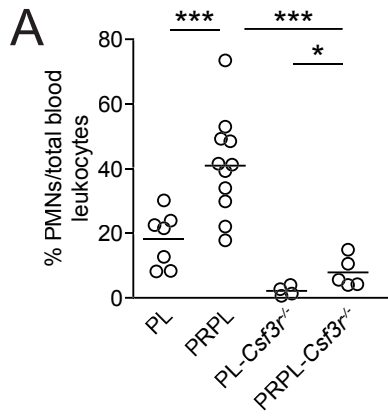 A
*** ***
*
% PMNs/total blood
leukocytes
80
60
40
20
0
PL
PRPL
PL-Csf3r-/-
PRPL-Csf3r-/-